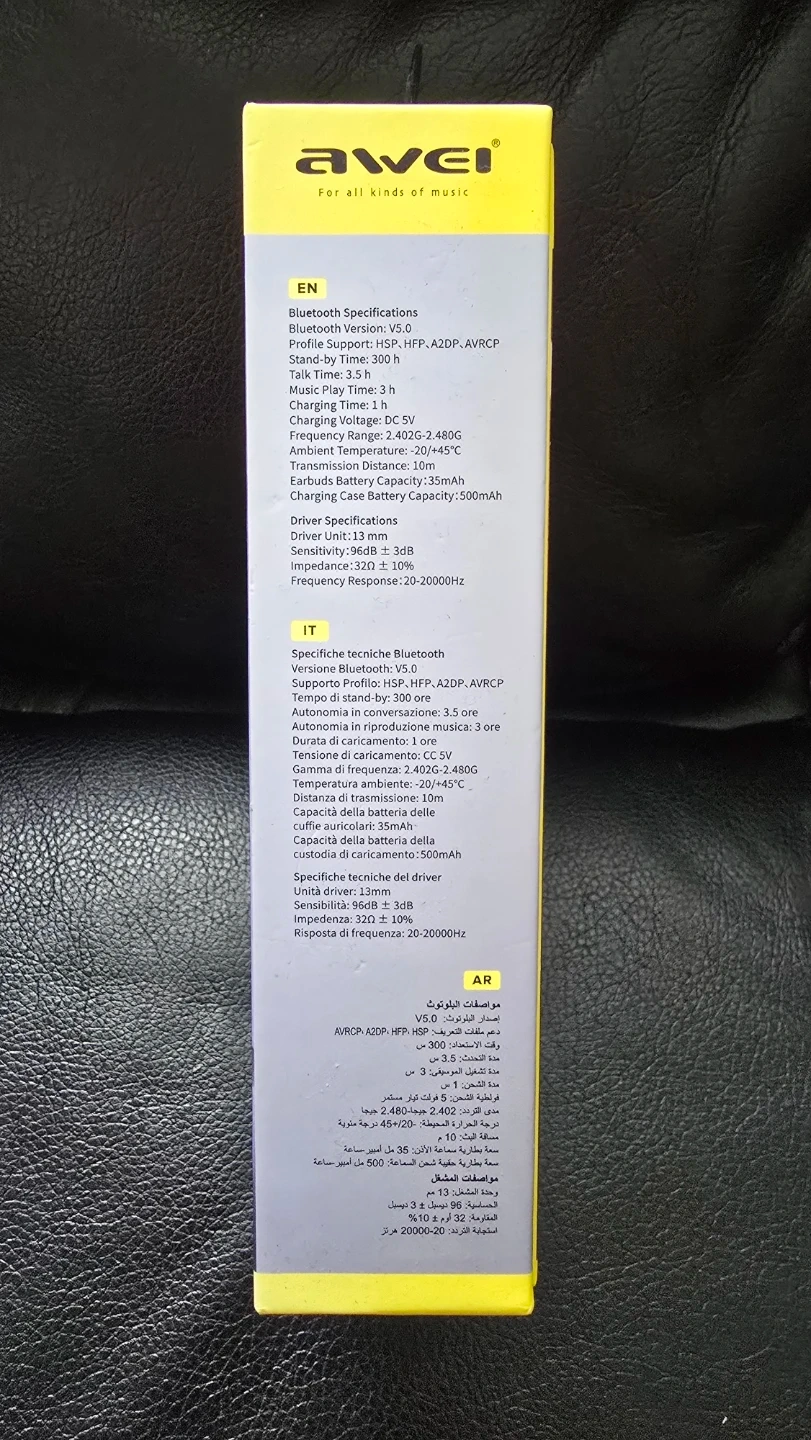 awei®
For all kinds of music
EN
Bluetooth Specifications
Bluetooth Version: V5.0
Profile Support: HSP、HFP、A2DP、AVRCP
Stand-by Time: 300 h
Talk Time: 3.5 h
Music Play Time: 3 h
Charging Time: 1 h
Charging Voltage: DC 5V
Frequency Range: 2.402G-2.480G
Ambient Temperature: -20/+45℃
Transmission Distance: 10m
Earbuds Battery Capacity:35mAh
Charging Case Battery Capacity:500mAh
Driver Specifications
Driver Unit:13 mm
Sensitivity:96dB ± 3dB
Impedance:32Ω ± 10%
Frequency Response:20-20000Hz
IT
Specifiche tecniche Bluetooth
Versione Bluetooth: V5.0
Supporto Profilo: HSP、HFP、A2DP、AVRCP
Tempo di stand-by: 300 ore
Autonomia in conversazione: 3.5 ore
Autonomia in riproduzione musica: 3 ore
Durata di caricamento: 1 ore
Tensione di caricamento: CC 5V
Gamma di frequenza: 2.402G-2.480G
Temperatura ambiente: -20/+45℃
Distanza di trasmissione: 10m
Capacità della batteria delle
cuffie auricolari: 35mAh
Capacità della batteria della
custodia di caricamento:500mAh
Specifiche tecniche del driver
Unità driver: 13mm
Sensibilità: 96dB ± 3dB
Impedenza: 32Ω ± 10%
Risposta di frequenza: 20-20000Hz
AR
مواصفات البلوتوث
إصدار البلوتوث: V5.0
دعم ملفات التعريف: AVRCP، A2DP، HFP، HSP
وقت الاستعداد: 300 س
مدة التحدث: 3.5 س
مدة تشغيل الموسيقى: 3 س
مدة الشحن: 1 س
فولطية الشحن: 5 فولت تيار مستمر
مدى التردد: 2.402 جيجا-2.480 جيجا
درجة الحرارة المحيطة: -20/+45 درجة مئوية
مسافة البث: 10 م
سعة بطارية سماعة الأذن: 35 مل أمبير-ساعة
سعة بطارية حقيبة شحن السماعة: 500 مل أمبير-ساعة
مواصفات المشغل
وحدة المشغل: 13 مم
الحساسية: 96 ديسبل ± 3 ديسبل
المقاومة: 32 أوم ± 10%
استجابة التردد: 20-20000 هرتز